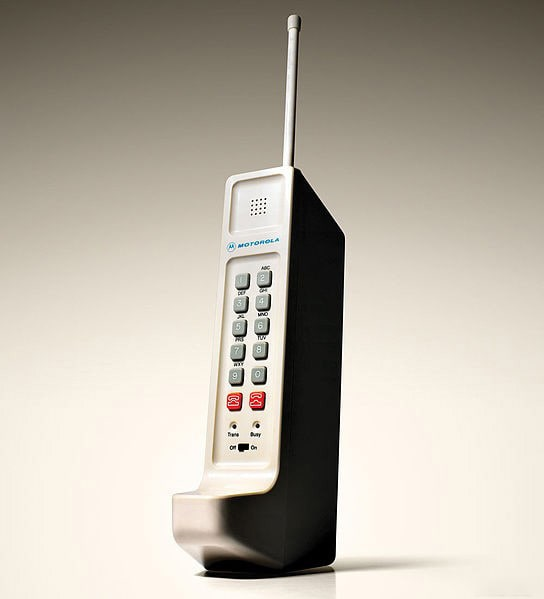 MOTOROLA
ABC
1 2
DEF GHI
3 4
JKL MNO
5 6
PRS TUV
7 8
WXY
9 0
Trans Busy
Off On